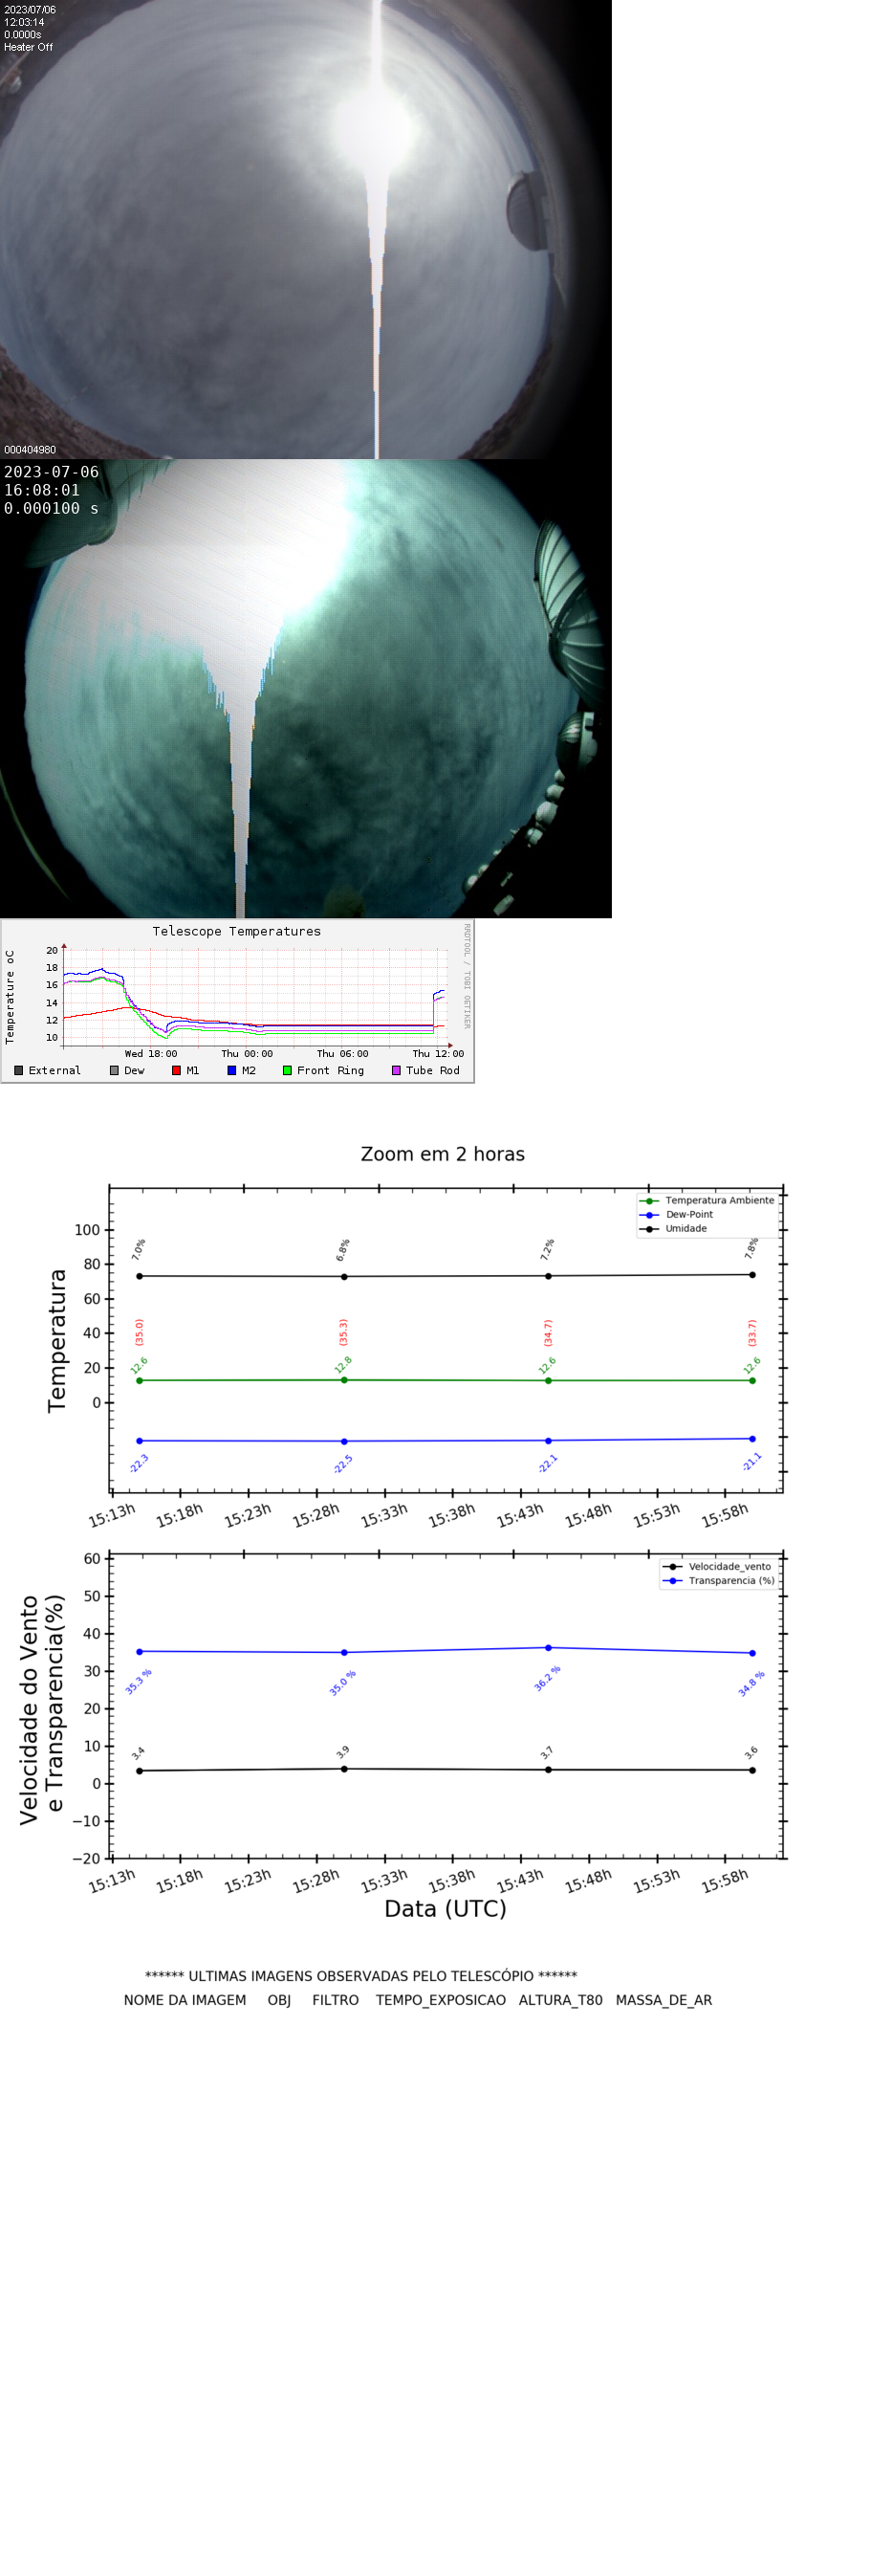 2023/07/06
12:03:14
0.0000s
Heater Off
000404980
2023-07-06
16:08:01
0.000100 s
Telescope Temperatures
RRDTOOL / TOBI OETIKER
Temperature oC
20
18
16
14
12
10
Wed 18:00 Thu 00:00 Thu 06:00 Thu 12:00
External Dew M1 M2 Front Ring Tube Rod
Zoom em 2 horas
Temperatura
100
80
60
40
20
0
Temperatura Ambiente
Dew-Point
Umidade
7.0% 6.8% 7.2% 7.8%
(35.0) (35.3) (34.7) (33.7)
12.6 12.8 12.6 12.6
-22.3 -22.5 -22.1 -21.1
15:13h 15:18h 15:23h 15:28h 15:33h 15:38h 15:43h 15:48h 15:53h 15:58h
Velocidade do Vento
e Transparencia(%)
60
50
40
30
20
10
0
−10
−20
Velocidade_vento
Transparencia (%)
35.3 % 35.0 % 36.2 % 34.8 %
3.4 3.9 3.7 3.6
15:13h 15:18h 15:23h 15:28h 15:33h 15:38h 15:43h 15:48h 15:53h 15:58h
Data (UTC)
****** ULTIMAS IMAGENS OBSERVADAS PELO TELESCÓPIO ******
NOME DA IMAGEM OBJ FILTRO TEMPO_EXPOSICAO ALTURA_T80 MASSA_DE_AR